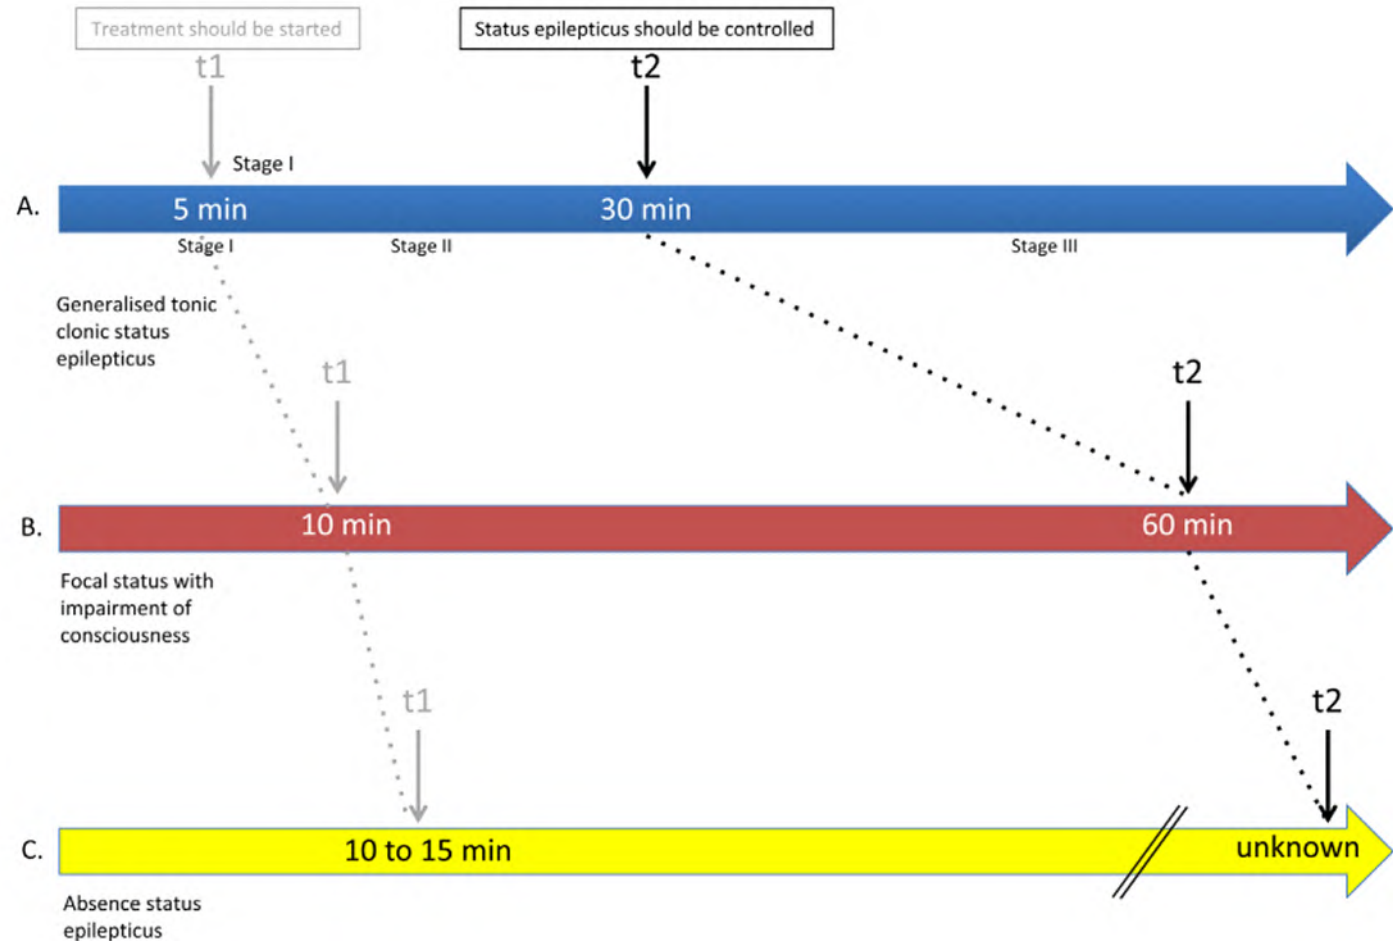 Treatment should be started
Status epilepticus should be controlled
t1
t2
Stage I
A.
5 min
30 min
Stage I
Stage II
Stage III
Generalised tonic
clonic status
epilepticus
t1
t2
B.
10 min
60 min
Focal status with
impairment of
consciousness
t1
t2
C.
10 to 15 min
unknown
Absence status
epilepticus